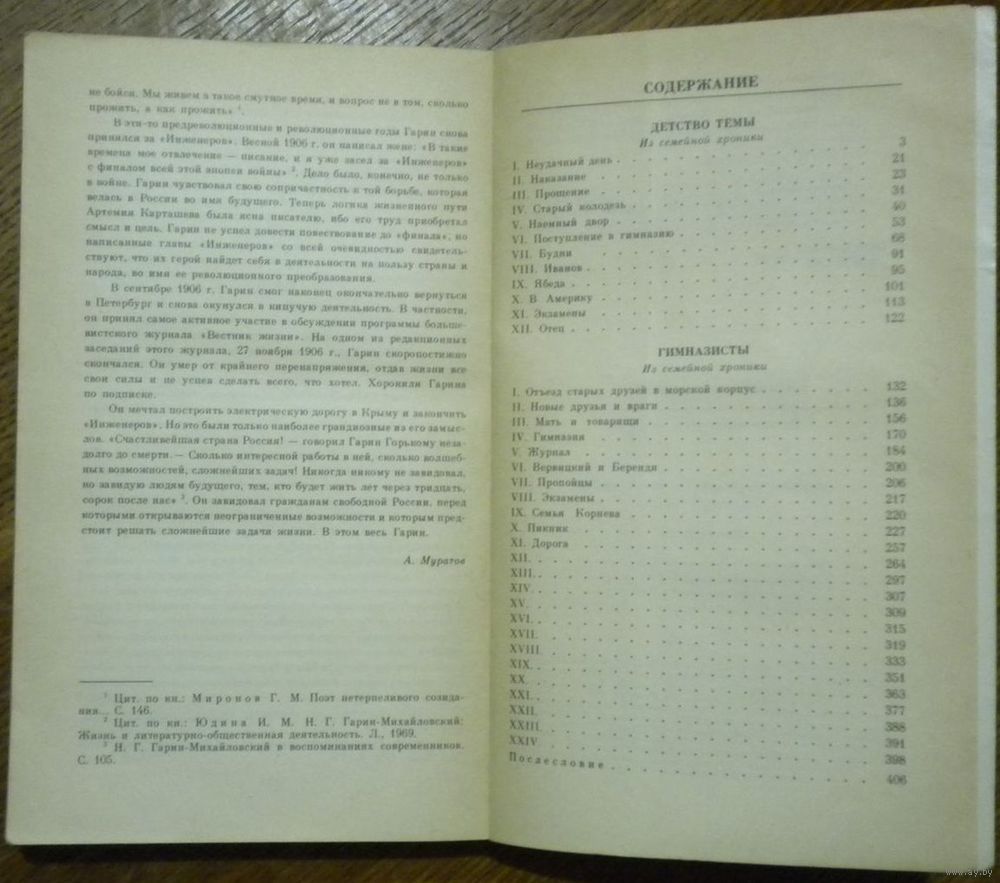 не бойся. Мы живем в такое смутное время, и вопрос не в том, сколько
прожить, а как прожить» 1.
В эти-то предреволюционные и революционные годы Гарин снова
принялся за «Инженеров». Весной 1906 г. он написал жене: «В такие
времена мое отвлечение — писание, и я уже засел за «Инженеров»
с финалом всей этой эпопеи войны» 2. Дело было, конечно, не только
в войне. Гарин чувствовал свою сопричастность к той борьбе, которая
велась в России во имя будущего. Теперь логика жизненного пути
Артемия Карташева была ясна писателю, ибо его труд приобретал
смысл и цель. Гарин не успел довести повествование до «финала», но
написанные главы «Инженеров» со всей очевидностью свидетель-
ствуют, что их герой найдет себя в деятельности на пользу страны и
народа, во имя ее революционного преобразования.
В сентябре 1906 г. Гарин смог наконец окончательно вернуться
в Петербург и снова окунулся в кипучую деятельность. В частности,
он принял самое активное участие в обсуждении программы больше-
вистского журнала «Вестник жизни». На одном из редакционных
заседаний этого журнала, 27 ноября 1906 г., Гарин скоропостижно
скончался. Он умер от крайнего перенапряжения, отдав жизни все
свои силы и не успев сделать всего, что хотел. Хоронили Гарина
по подписке.
Он мечтал построить электрическую дорогу в Крыму и закончить
«Инженеров». Но это были только наиболее грандиозные из его замыс-
лов. «Счастливейшая страна Россия! — говорил Гарин Горькому неза-
долго до смерти.— Сколько интересной работы в ней, сколько волшеб-
ных возможностей, сложнейших задач! Никогда никому не завидовал,
но завидую людям будущего, тем, кто будет жить лет через тридцать,
сорок после нас» 3. Он завидовал гражданам свободной России, перед
которыми открываются неограниченные возможности и которым пред-
стоит решать сложнейшие задачи жизни. В этом весь Гарин.
А. Муратов
1 Цит. по кн.: Миронов Г. М. Поэт нетерпеливого созида-
ния... С. 146.
2 Цит. по кн.: Юдина И. М. Н. Г. Гарин-Михайловский:
Жизнь и литературно-общественная деятельность. Л., 1969.
3 Н. Г. Гарин-Михайловский в воспоминаниях современников.
С. 105.
СОДЕРЖАНИЕ
ДЕТСТВО ТЕМЫ
Из семейной хроники
I. Неудачный день . . . 3
II. Наказание . . . 21
III. Прощение . . . 23
IV. Старый колодезь . . . 31
V. Наемный двор . . . 40
VI. Поступление в гимназию . . . 53
VII. Будни . . . 68
VIII. Иванов . . . 91
IX. Ябеда . . . 95
X. В Америку . . . 101
XI. Экзамены . . . 113
XII. Отец . . . 122
ГИМНАЗИСТЫ
Из семейной хроники
I. Отъезд старых друзей в морской корпус . . . 132
II. Новые друзья и враги . . . 136
III. Мать и товарищи . . . 156
IV. Гимназия . . . 170
V. Журнал . . . 184
VI. Вервицкий и Беренди . . . 200
VII. Пропойцы . . . 206
VIII. Экзамены . . . 217
IX. Семья Корнева . . . 220
X. Пикник . . . 227
XI. Дорога . . . 257
XII. . . . 264
XIII. . . . 297
XIV. . . . 307
XV. . . . 309
XVI. . . . 315
XVII. . . . 319
XVIII. . . . 333
XIX. . . . 351
XX. . . . 363
XXI. . . . 377
XXII. . . . 388
XXIII. . . . 391
XXIV. . . . 398
Послесловие . . . 406
www.ay.by